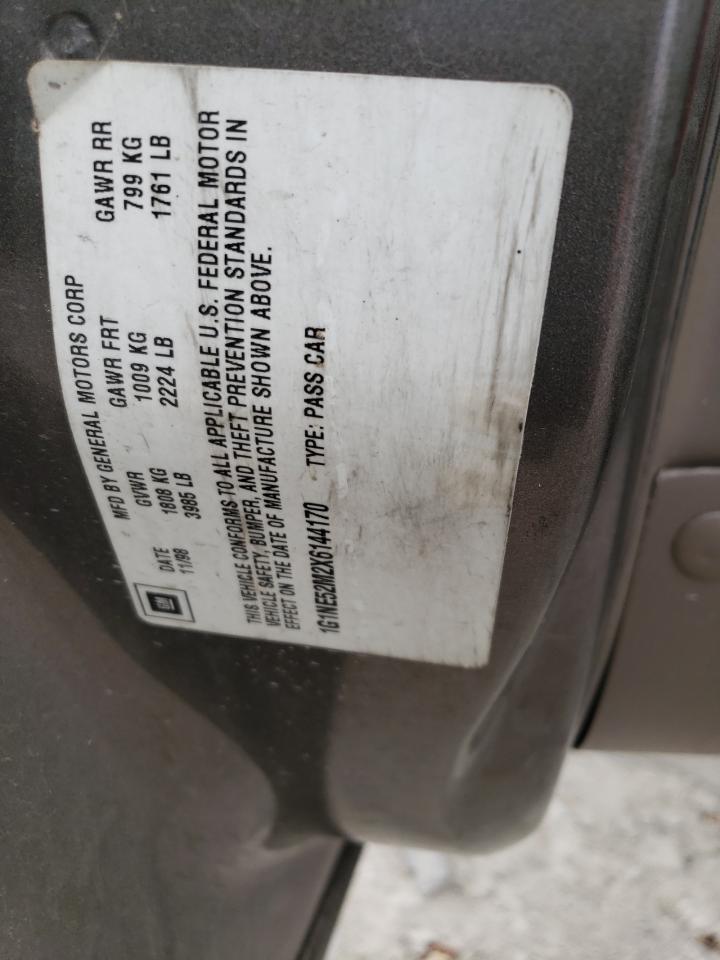 MFD BY GENERAL MOTORS CORP
GM
DATE GVWR GAWR FRT GAWR RR
11/98 1808 KG 1009 KG 799 KG
3985 LB 2224 LB 1761 LB
THIS VEHICLE CONFORMS TO ALL APPLICABLE U.S. FEDERAL MOTOR
VEHICLE SAFETY, BUMPER, AND THEFT PREVENTION STANDARDS IN
EFFECT ON THE DATE OF MANUFACTURE SHOWN ABOVE.
1G1NE52M2X6144170 TYPE: PASS CAR